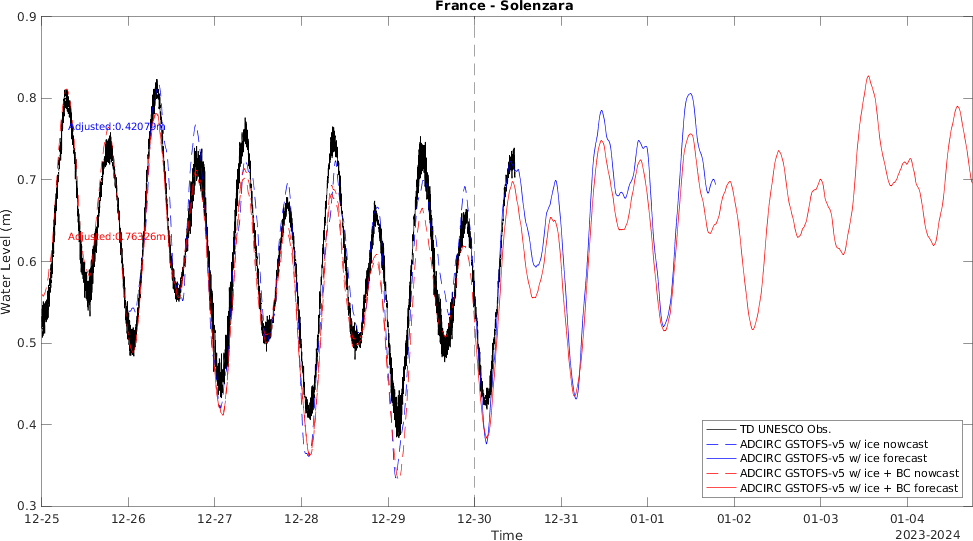 France - Solenzara
0.9
0.8
0.7
0.6
0.5
0.4
0.3
Water Level (m)
Adjusted:0.42079m
Adjusted:0.76326m
TD UNESCO Obs.
ADCIRC GSTOFS-v5 w/ ice nowcast
ADCIRC GSTOFS-v5 w/ ice forecast
ADCIRC GSTOFS-v5 w/ ice + BC nowcast
ADCIRC GSTOFS-v5 w/ ice + BC forecast
12-25 12-26 12-27 12-28 12-29 12-30 12-31 01-01 01-02 01-03 01-04
Time
2023-2024